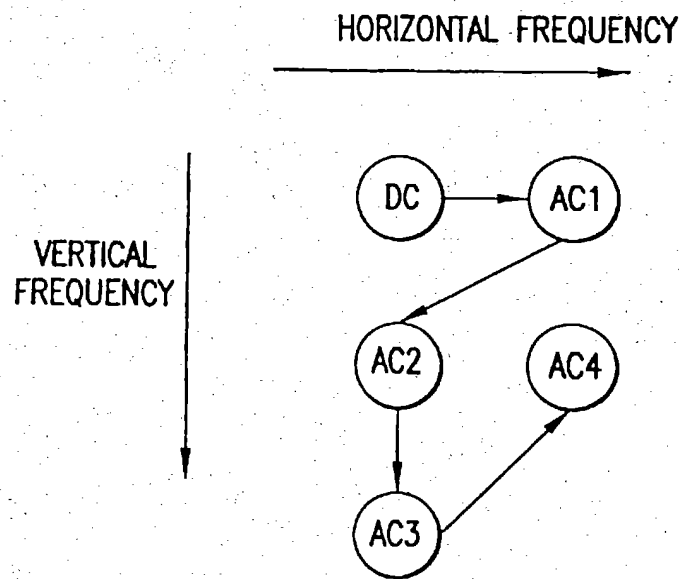 HORIZONTAL FREQUENCY
DC
AC1
VERTICAL
FREQUENCY
AC2
AC4
AC3